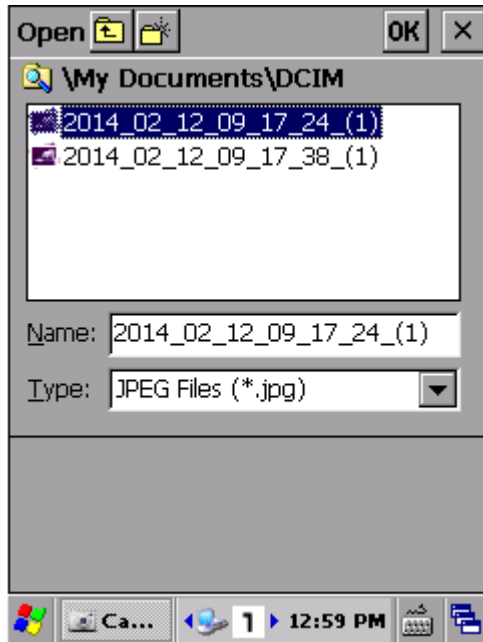 Open OK ×
\My Documents\DCIM
2014_02_12_09_17_24_(1)
2014_02_12_09_17_38_(1)
Name: 2014_02_12_09_17_24_(1)
Type: JPEG Files (*.jpg)
Ca... 1 12:59 PM